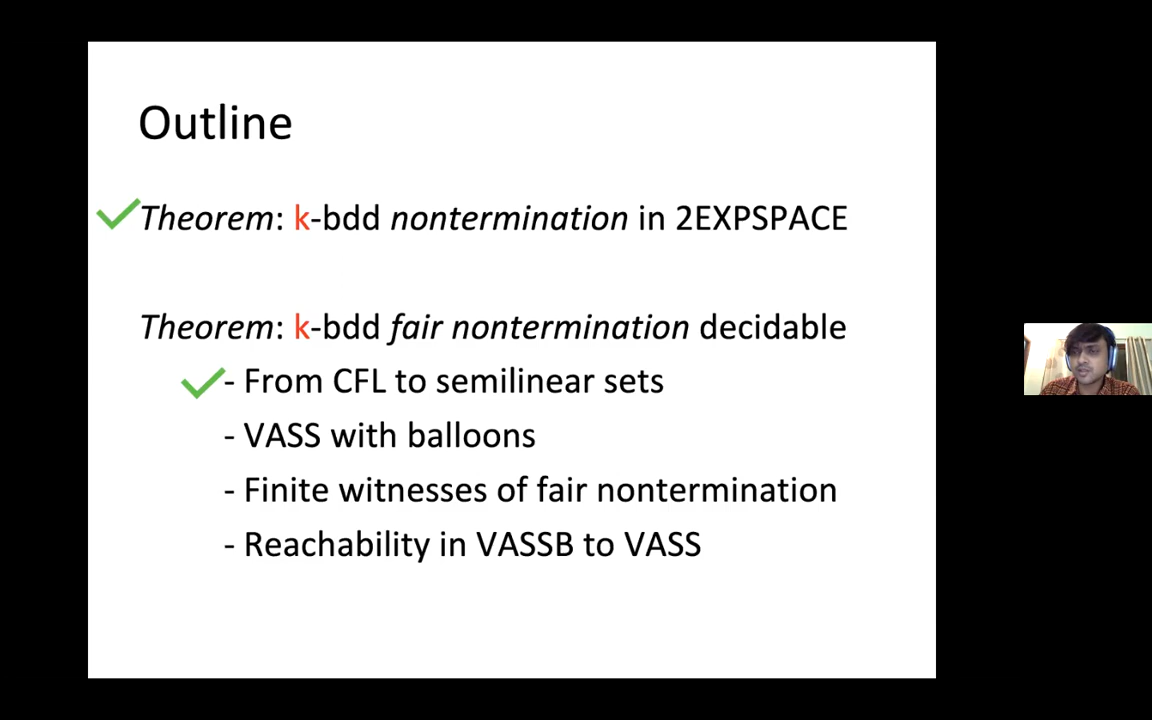 Outline
Theorem: k-bdd nontermination in 2EXPSPACE
Theorem: k-bdd fair nontermination decidable
- From CFL to semilinear sets
- VASS with balloons
- Finite witnesses of fair nontermination
- Reachability in VASSB to VASS